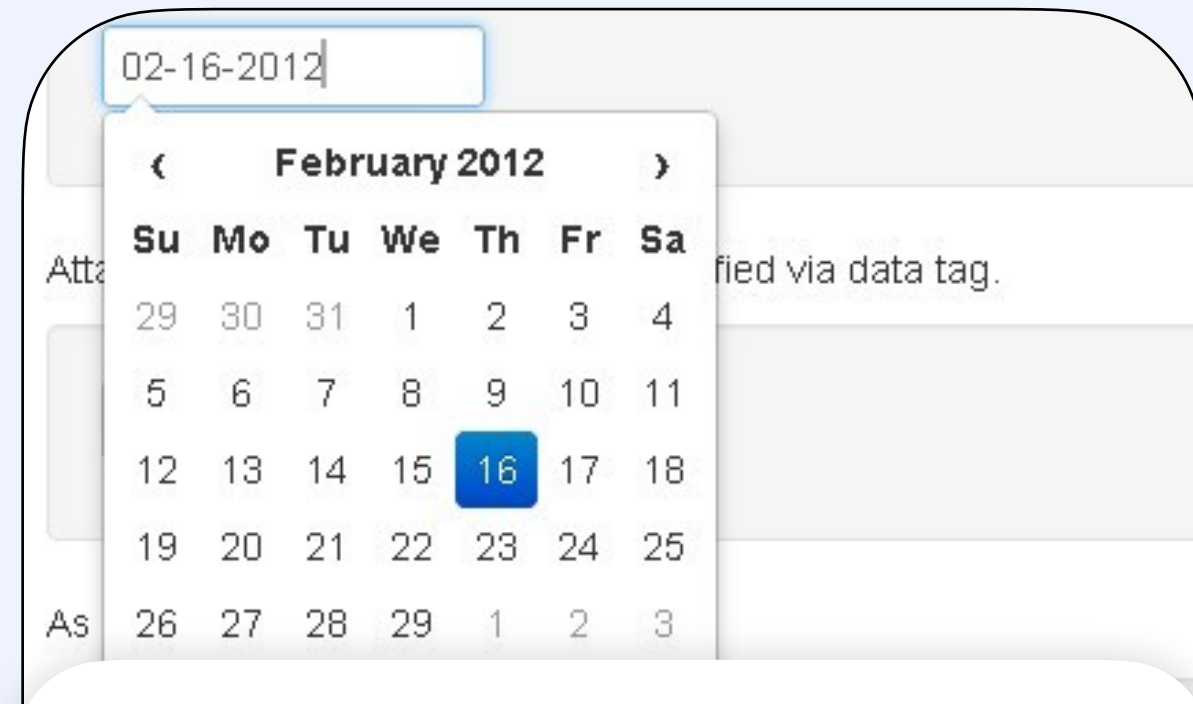 02-16-2012
‹ February 2012 ›
Su Mo Tu We Th Fr Sa
Atta
fied via data tag.
29 30 31 1 2 3 4
5 6 7 8 9 10 11
12 13 14 15 16 17 18
19 20 21 22 23 24 25
As
26 27 28 29 1 2 3